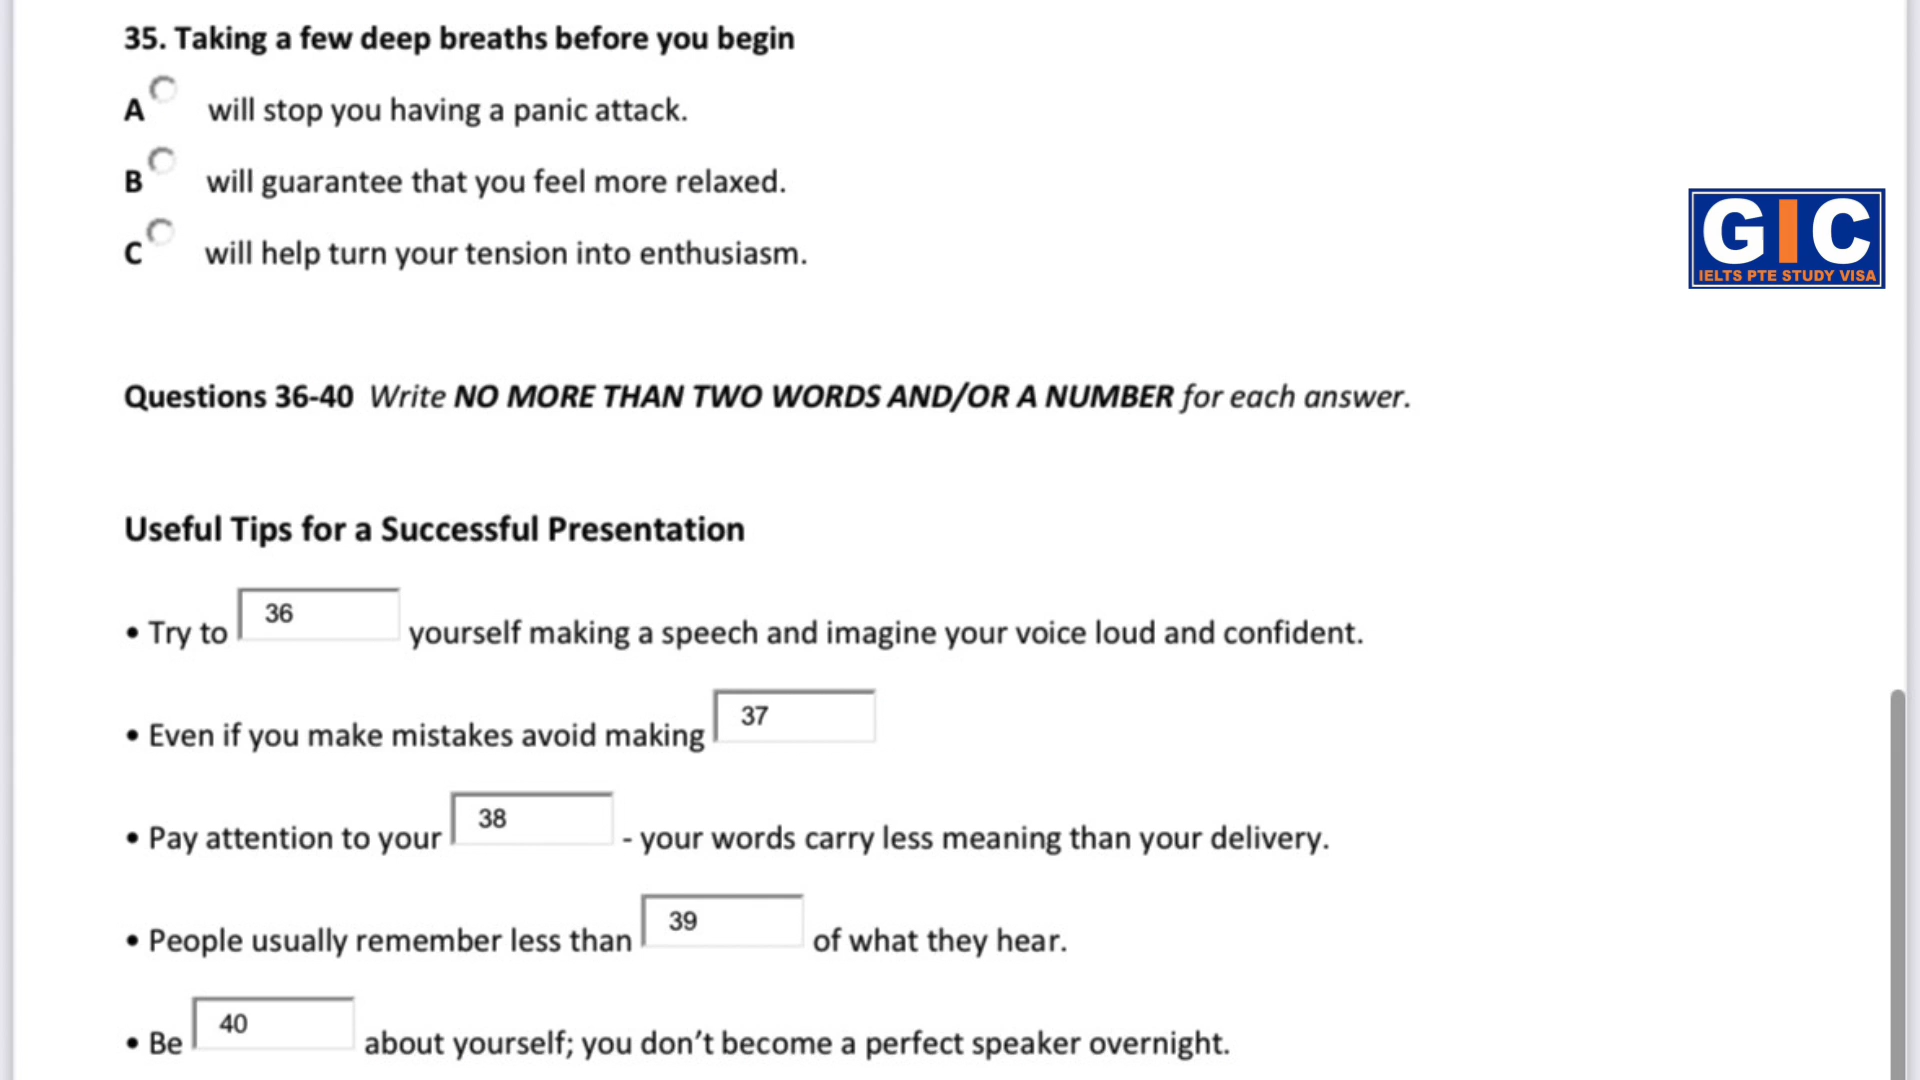 35. Taking a few deep breaths before you begin
A will stop you having a panic attack.
B will guarantee that you feel more relaxed.
C will help turn your tension into enthusiasm.
GIC
IELTS PTE STUDY VISA
Questions 36-40 Write NO MORE THAN TWO WORDS AND/OR A NUMBER for each answer.
Useful Tips for a Successful Presentation
• Try to 36 yourself making a speech and imagine your voice loud and confident.
• Even if you make mistakes avoid making 37
• Pay attention to your 38 - your words carry less meaning than your delivery.
• People usually remember less than 39 of what they hear.
• Be 40 about yourself; you don’t become a perfect speaker overnight.